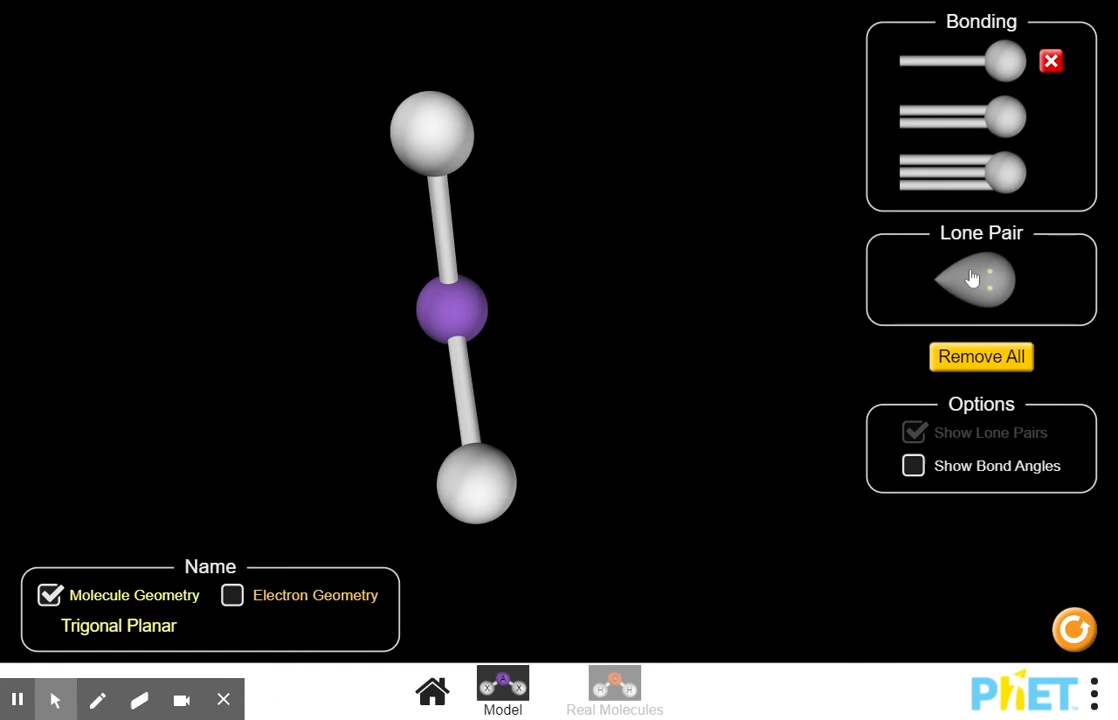 Bonding
Lone Pair
Remove All
Options
Show Lone Pairs
Show Bond Angles
Name
Molecule Geometry
Electron Geometry
Trigonal Planar
X A X
Model
H H
Real Molecules
PhET